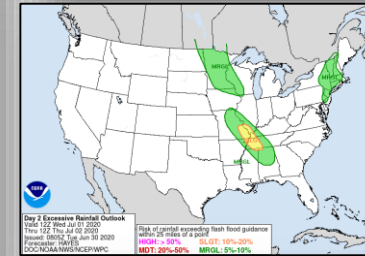 MRGL
MRGL
SLGT
MRGL
NOAA
Day 2 Excessive Rainfall Outlook
Valid 12Z Wed Jul 01 2020
Thru 12Z Thu Jul 02 2020
Issued: 0805Z Tue Jun 30 2020
Forecaster: HAYES
DOC/NOAA/NWS/NCEP/WPC
Risk of rainfall exceeding flash flood guidance
within 25 miles of a point
HIGH: > 50% SLGT: 10%-20%
MDT: 20%-50% MRGL: 5%-10%